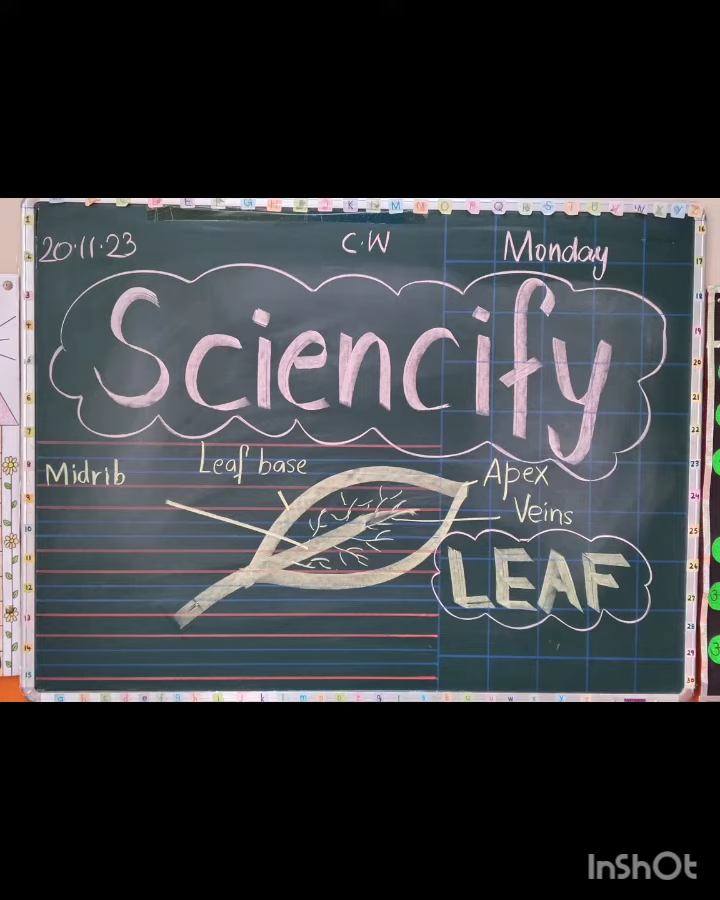 20.11.23 C.W Monday
Sciencify
Midrib
Leaf base
Apex
Veins
LEAF
InShOt